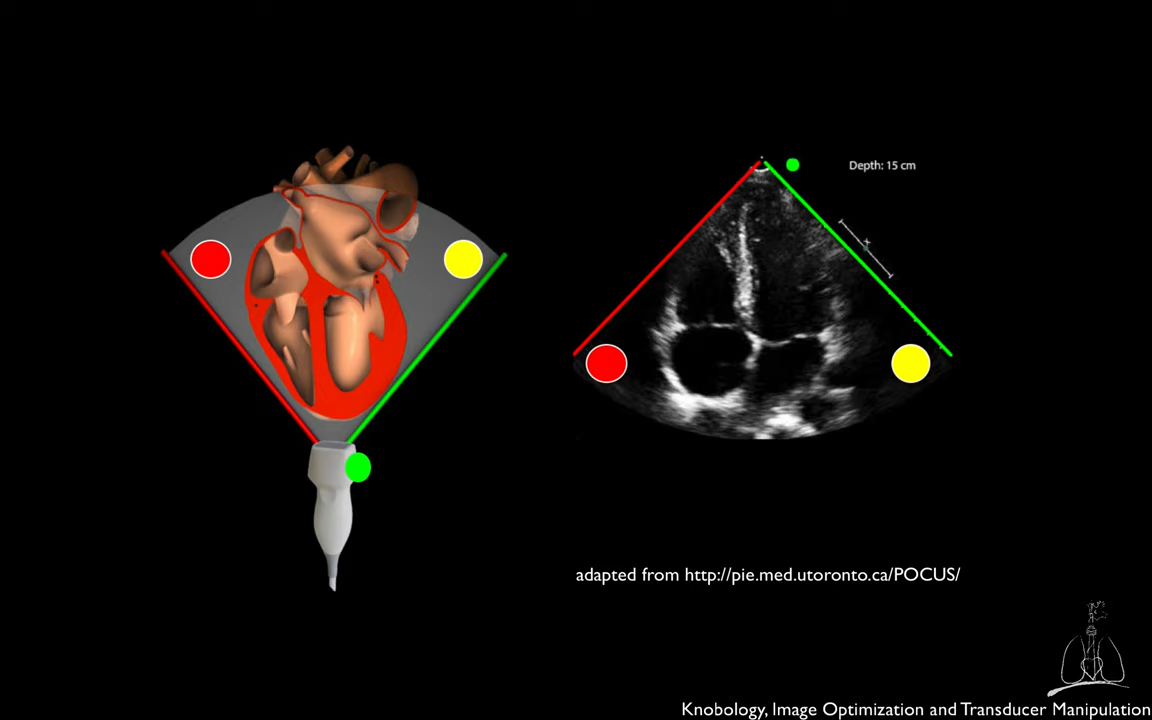 Depth: 15 cm
adapted from http://pie.med.utoronto.ca/POCUS/
Knobology, Image Optimization and Transducer Manipulation